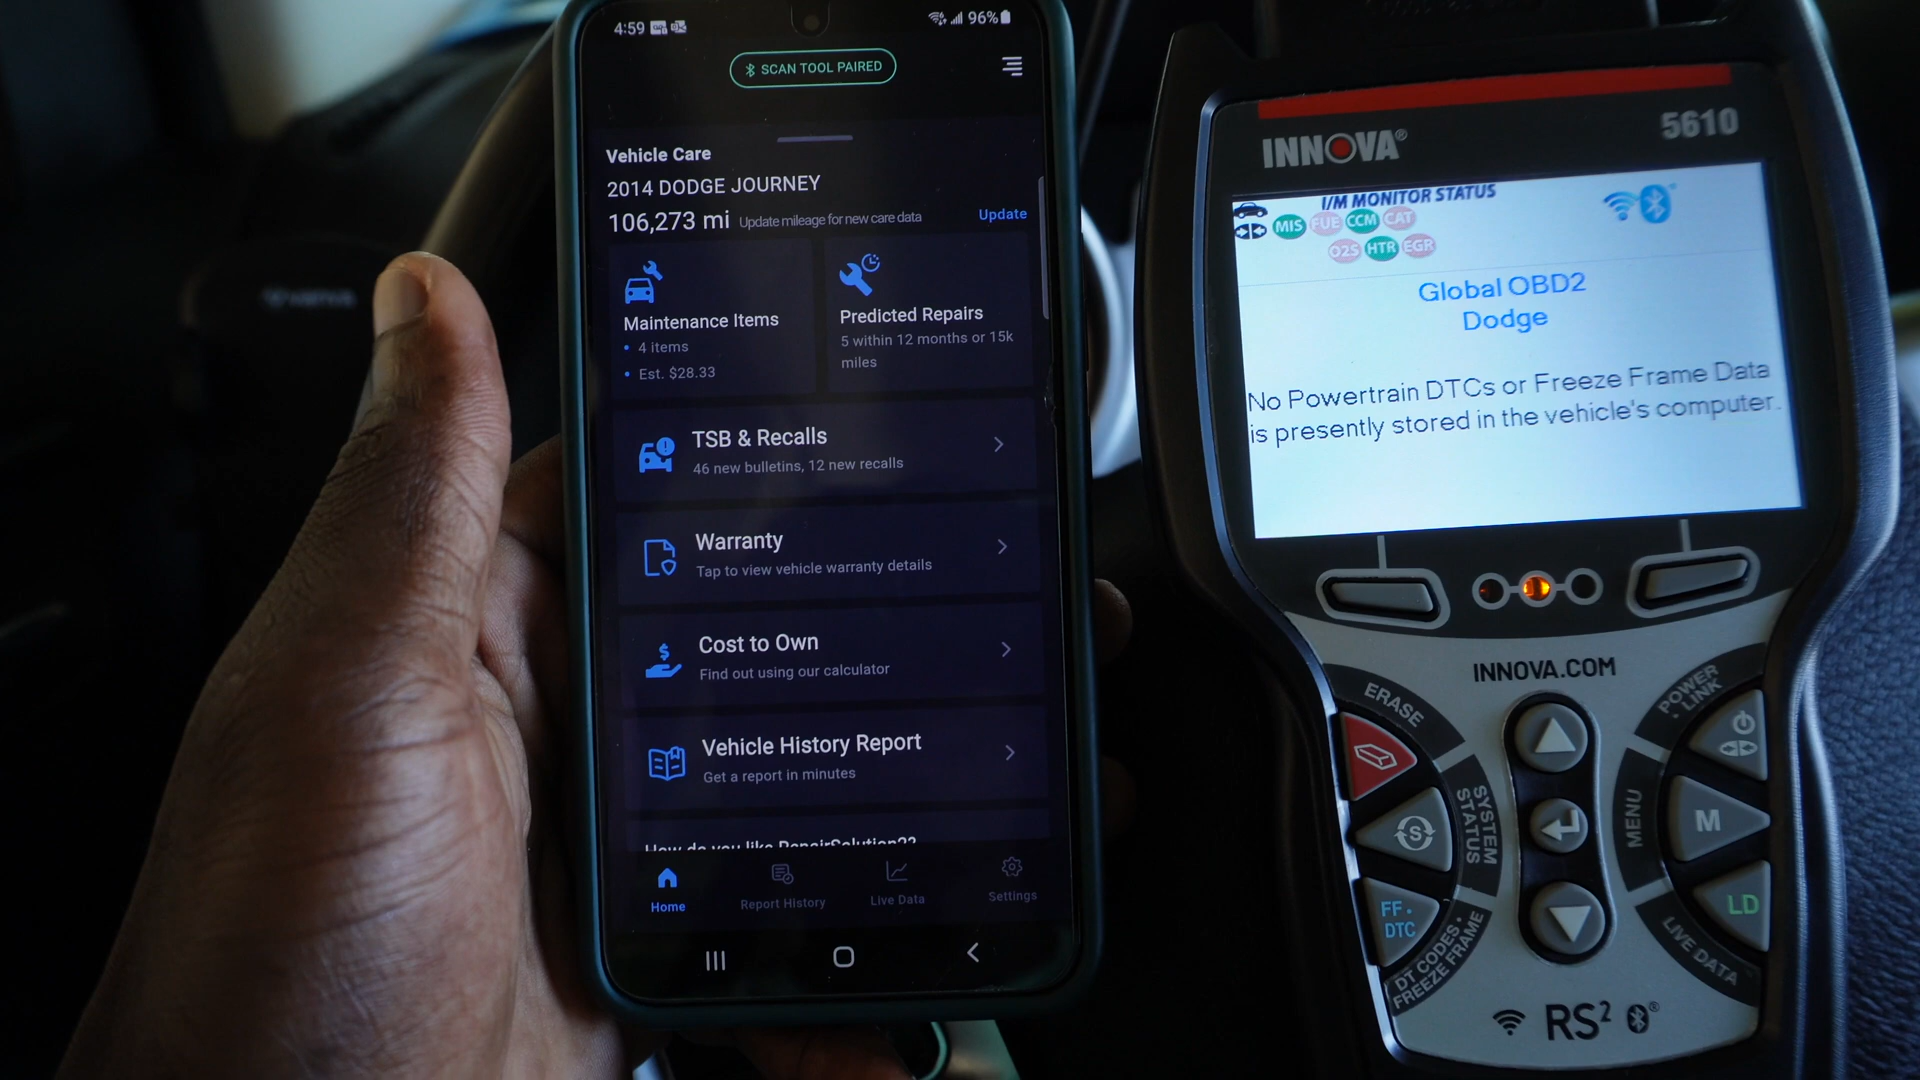 4:59
96%
SCAN TOOL PAIRED
Vehicle Care
2014 DODGE JOURNEY
106,273 mi Update mileage for new care data Update
Maintenance Items
• 4 items
• Est. $28.33
Predicted Repairs
5 within 12 months or 15k
miles
TSB & Recalls
46 new bulletins, 12 new recalls
Warranty
Tap to view vehicle warranty details
Cost to Own
Find out using our calculator
Vehicle History Report
Get a report in minutes
How do you like RepairSolution2?
Home
Report History
Live Data
Settings
INNOVA®
5610
I/M MONITOR STATUS
MIS FUE CCM CAT
O2S HTR EGR
Global OBD2
Dodge
No Powertrain DTCs or Freeze Frame Data
is presently stored in the vehicle's computer.
INNOVA.COM
ERASE
POWER
• LINK
SYSTEM
STATUS
S
MENU
M
FF •
DTC
DT CODES •
FREEZE FRAME
LD
LIVE DATA
RS²